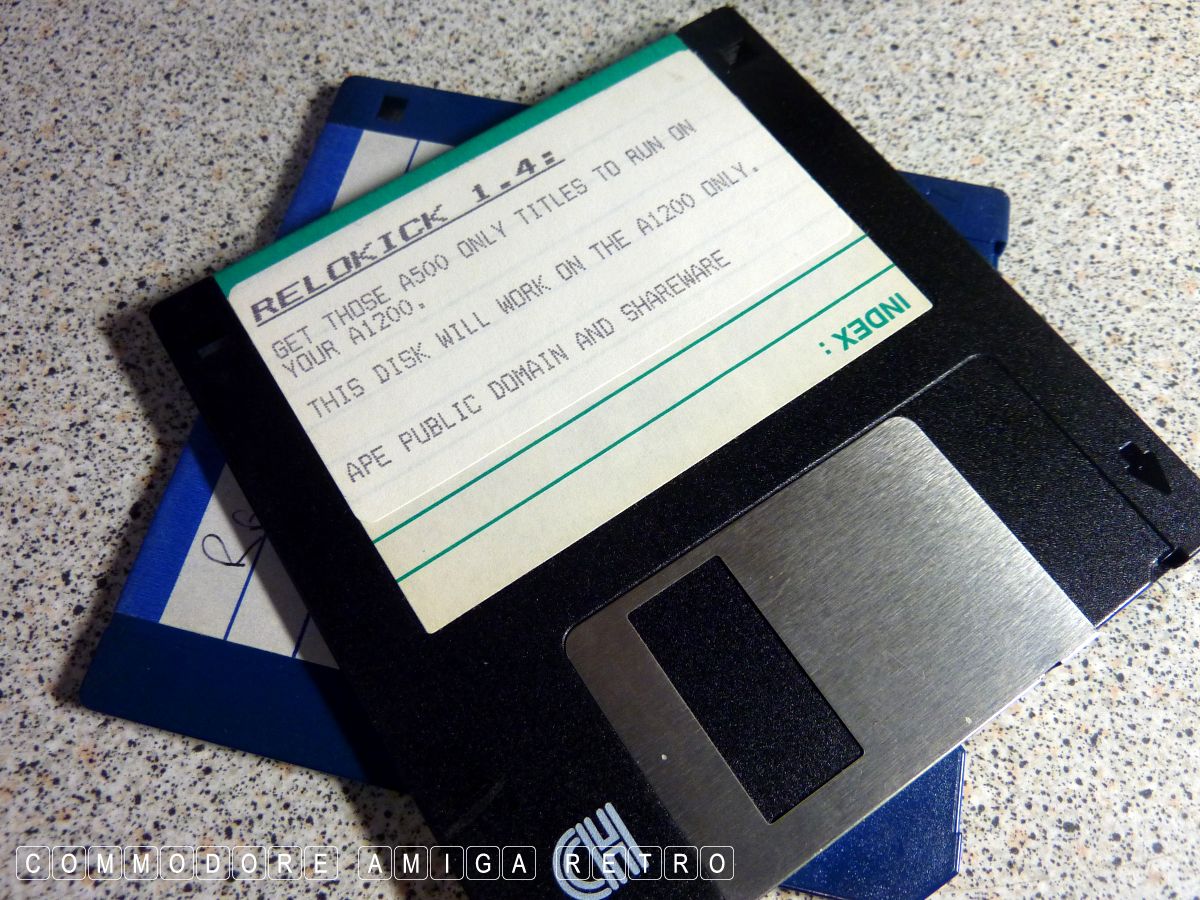 RELOKICK 1.4:
GET THOSE A500 ONLY TITLES TO RUN ON
YOUR A1200.
THIS DISK WILL WORK ON THE A1200 ONLY.
APE PUBLIC DOMAIN AND SHAREWARE
INDEX:
COMMODORE AMIGA RETRO